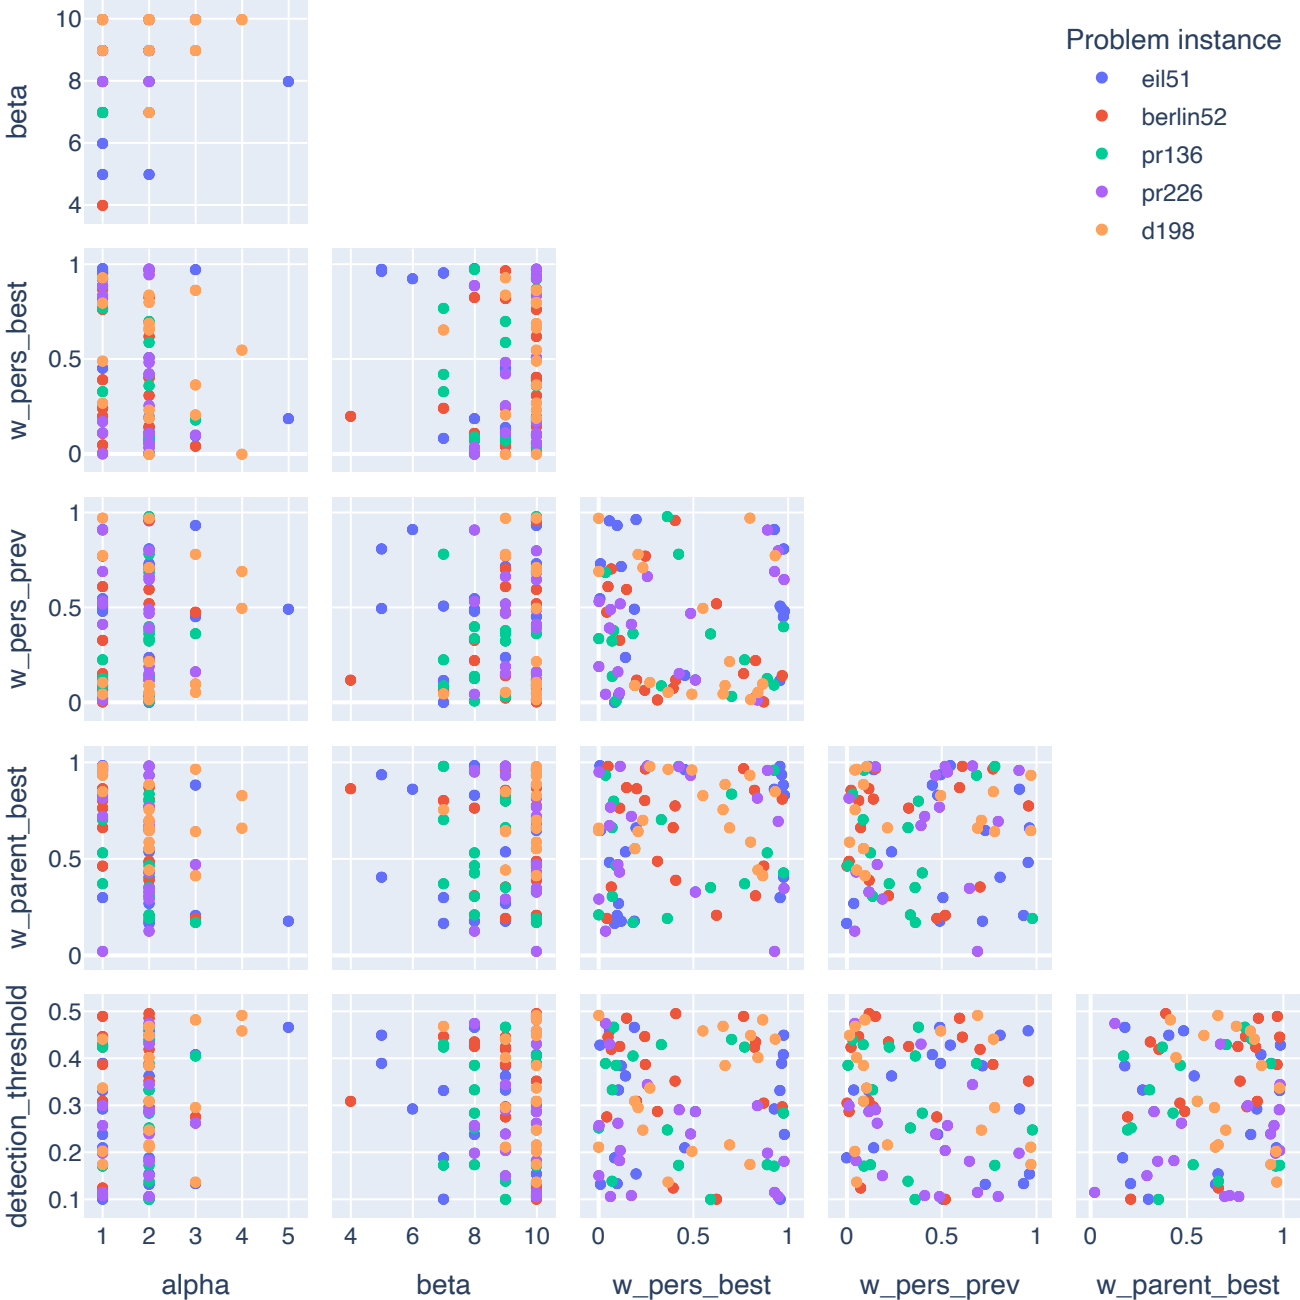 10
8
6
4
beta
Problem instance
eil51
berlin52
pr136
pr226
d198
1
0.5
0
w_pers_best
1
0.5
0
w_pers_prev
1
0.5
0
w_parent_best
0.5
0.4
0.3
0.2
0.1
detection_threshold
1 2 3 4 5 4 6 8 10 0 0.5 1 0 0.5 1 0 0.5 1
alpha beta w_pers_best w_pers_prev w_parent_best